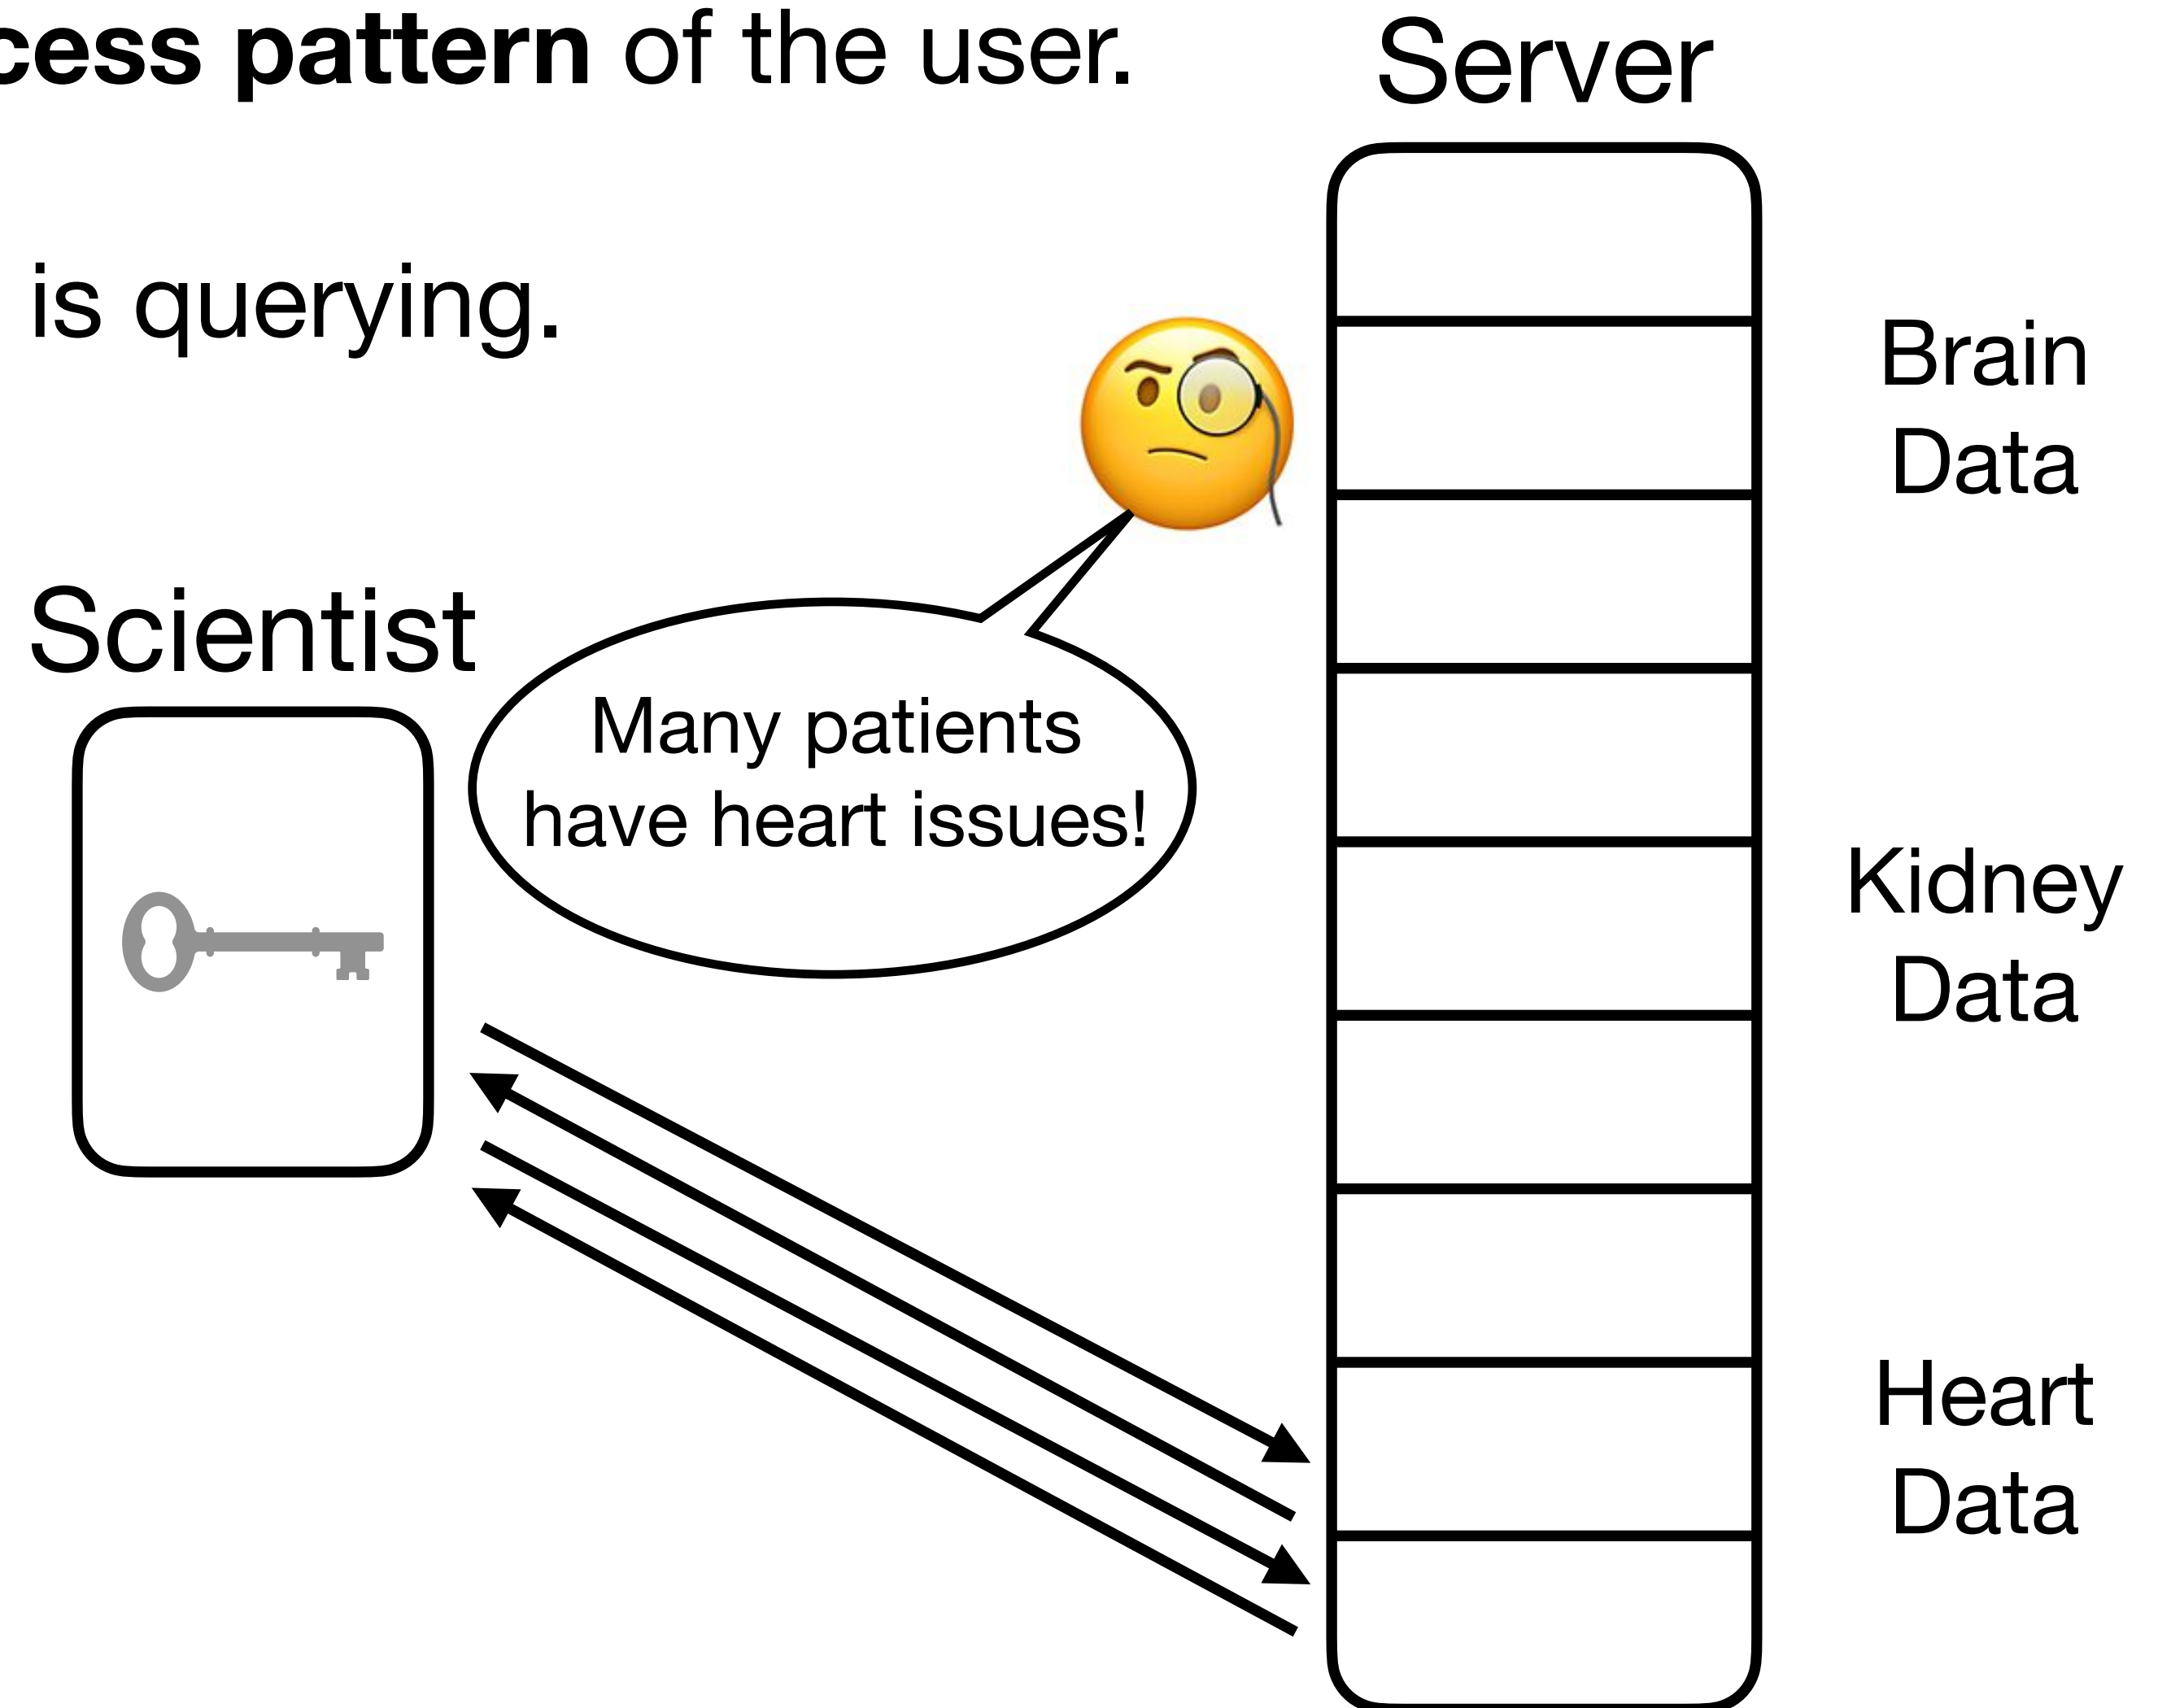 cess pattern of the user.
Server
is querying.
Brain
Data
Scientist
Many patients
have heart issues!
Kidney
Data
Heart
Data